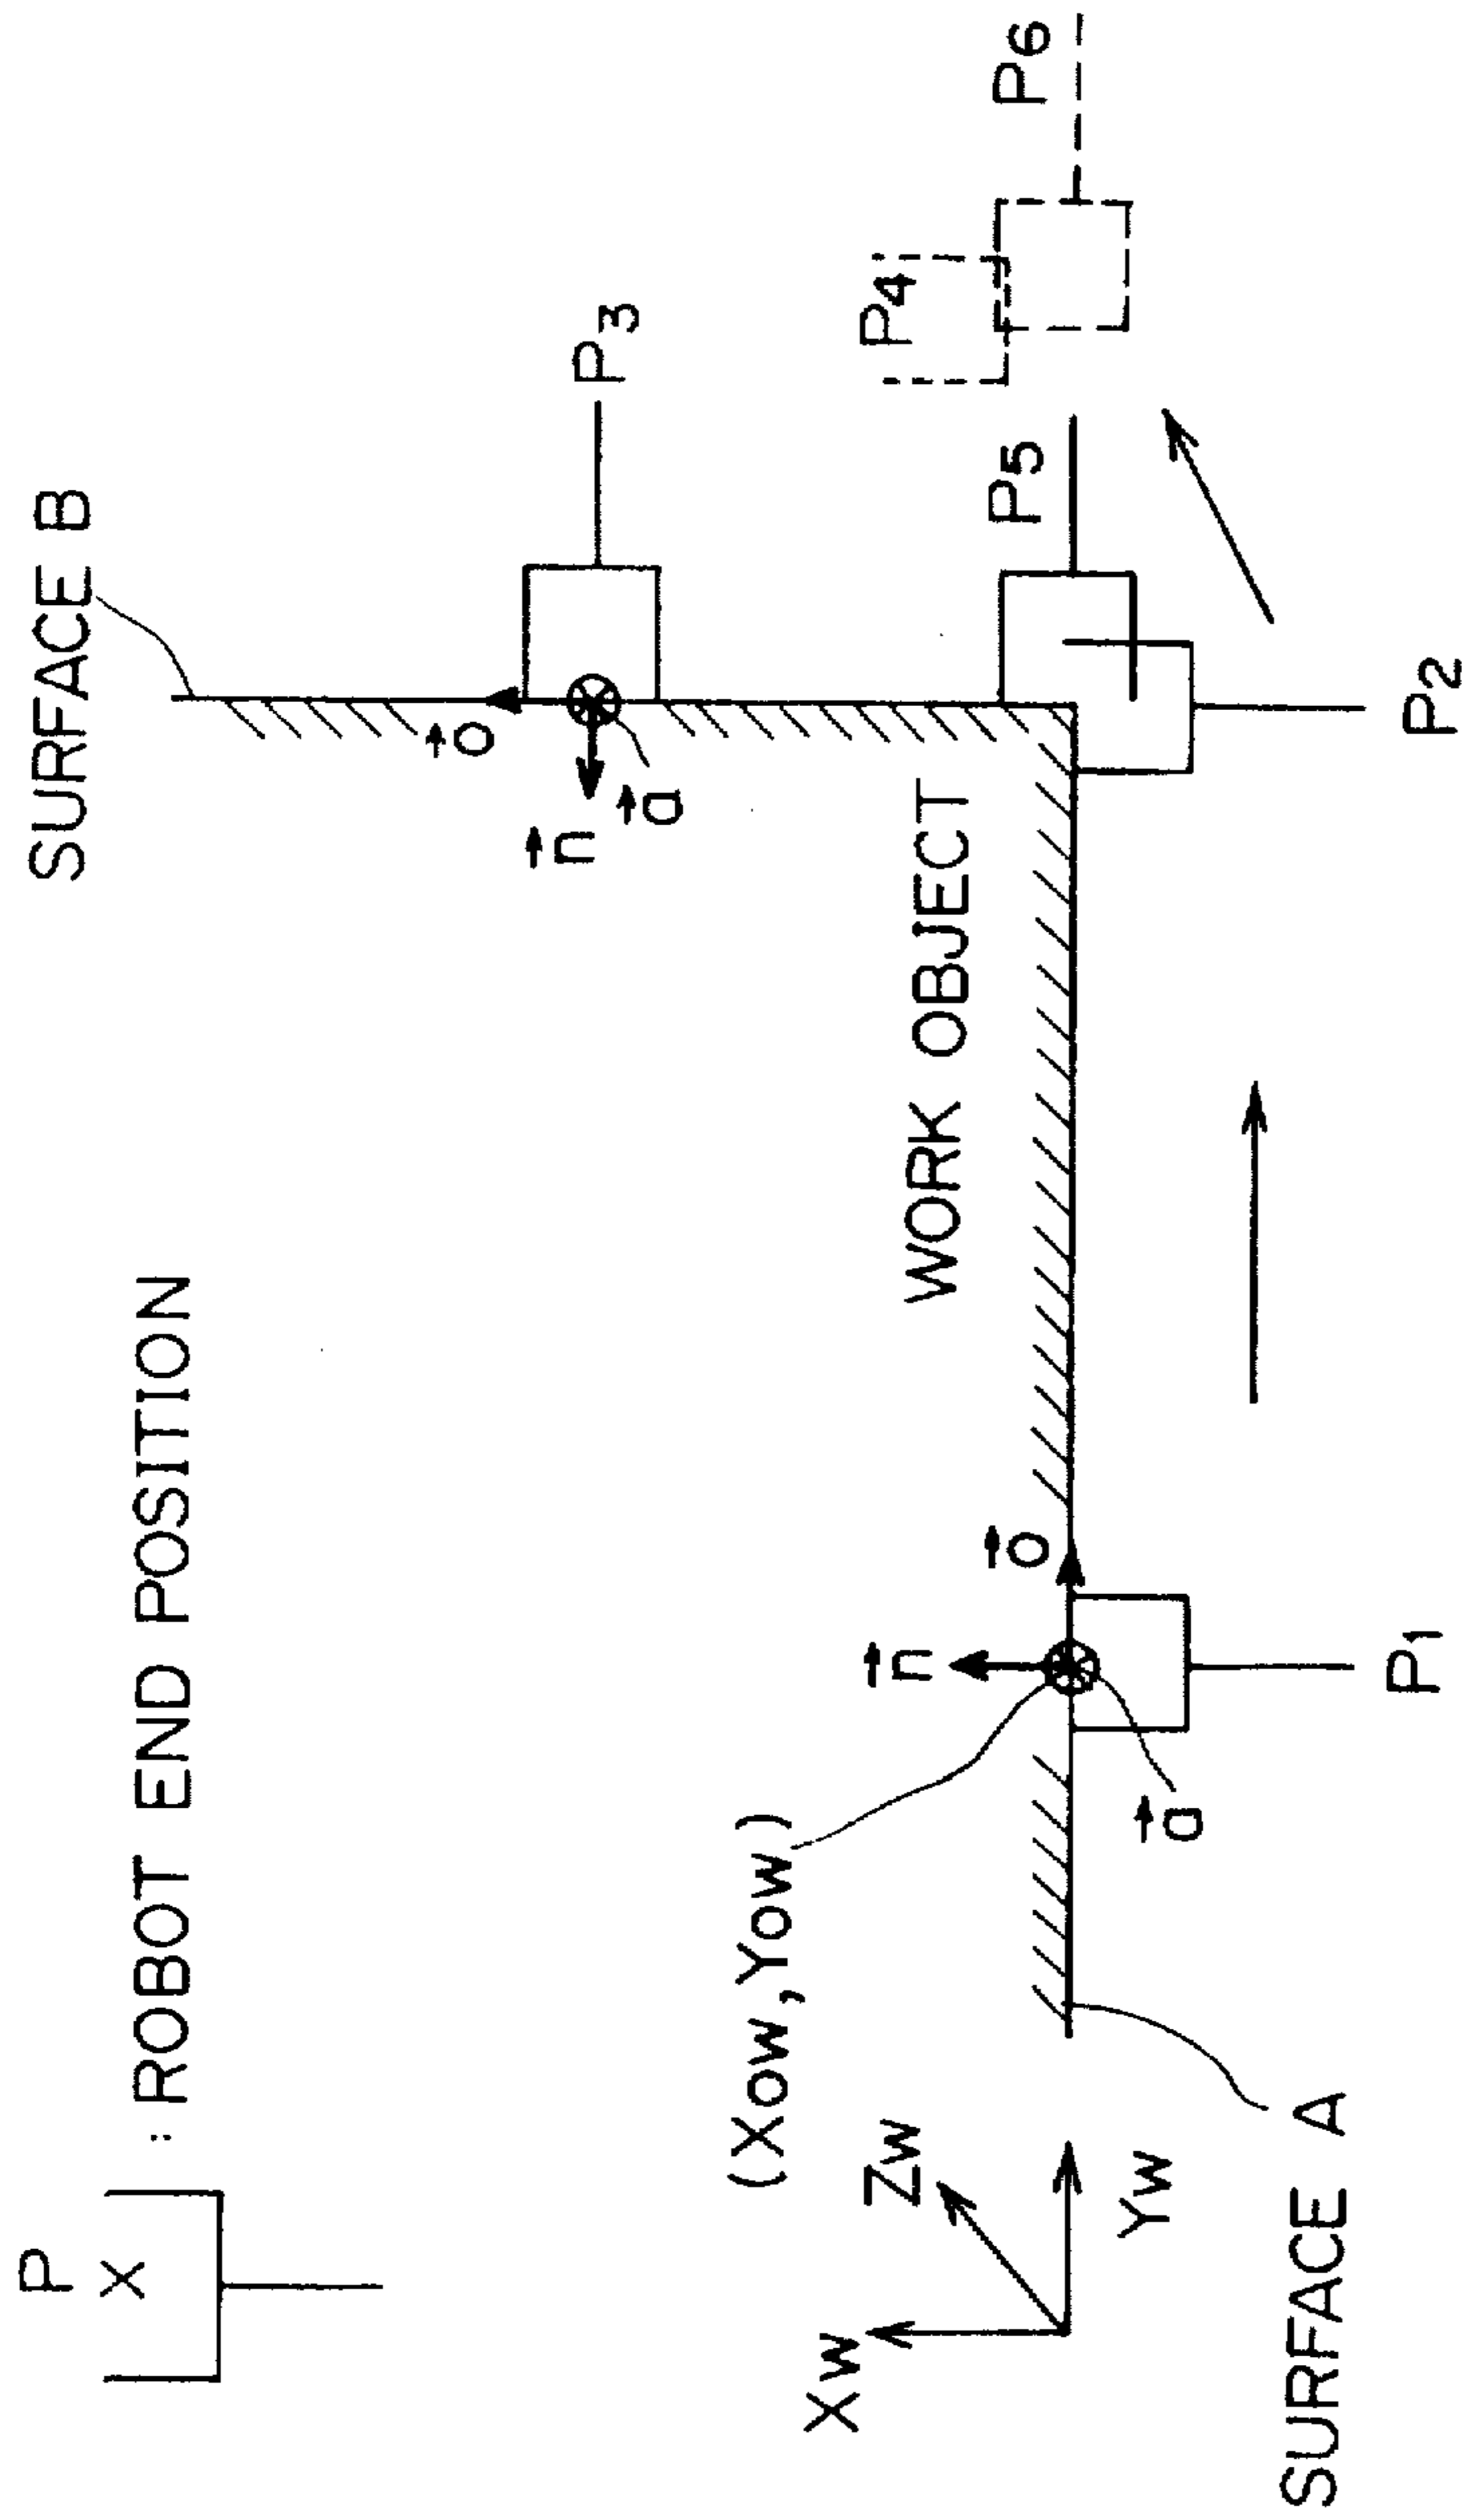 P
X
: ROBOT END POSITION
SURFACE B
o
n
a
P3
WORK OBJECT
P4
P6
P5
P2
(Xow,Yow)
n
o
a
P1
Xw
Zw
Yw
SURFACE A